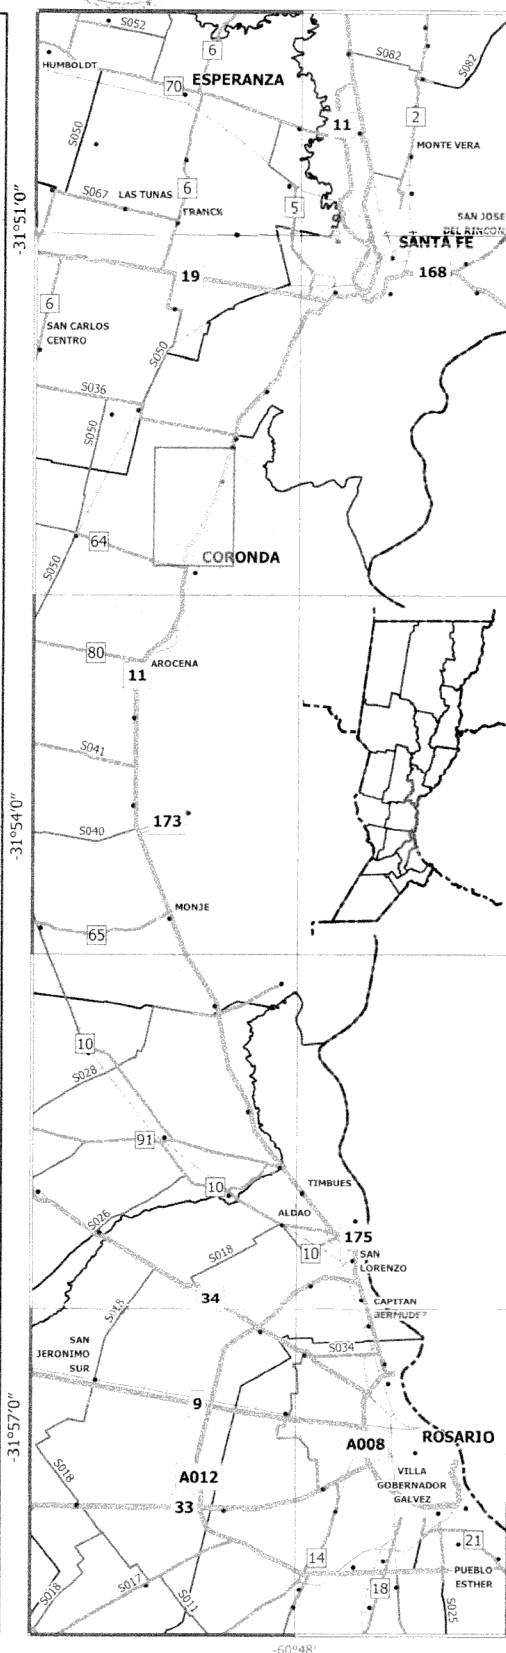 S052
6
HUMBOLDT
ESPERANZA
S082
S082
70
2
11
MONTE VERA
S050
S067
LAS TUNAS
6
FRANCK
5
SAN JOSE
DEL RINCON
-31°51'0"
SANTA FE
19
168
6
SAN CARLOS
CENTRO
S050
S036
S050
64
CORONDA
S050
80
AROCENA
11
S041
-31°54'0"
173
S040
MONJE
65
10
S028
91
10
TIMBUES
ALDAO
S026
10
175
S018
SAN
LORENZO
34
S018
CAPITAN
BERMUDEZ
SAN
JERONIMO
SUR
S034
9
-31°57'0"
A008
ROSARIO
S018
A012
VILLA
GOBERNADOR
GALVEZ
33
21
14
PUEBLO
ESTHER
S018
S017
S011
18
S025
-60°48'